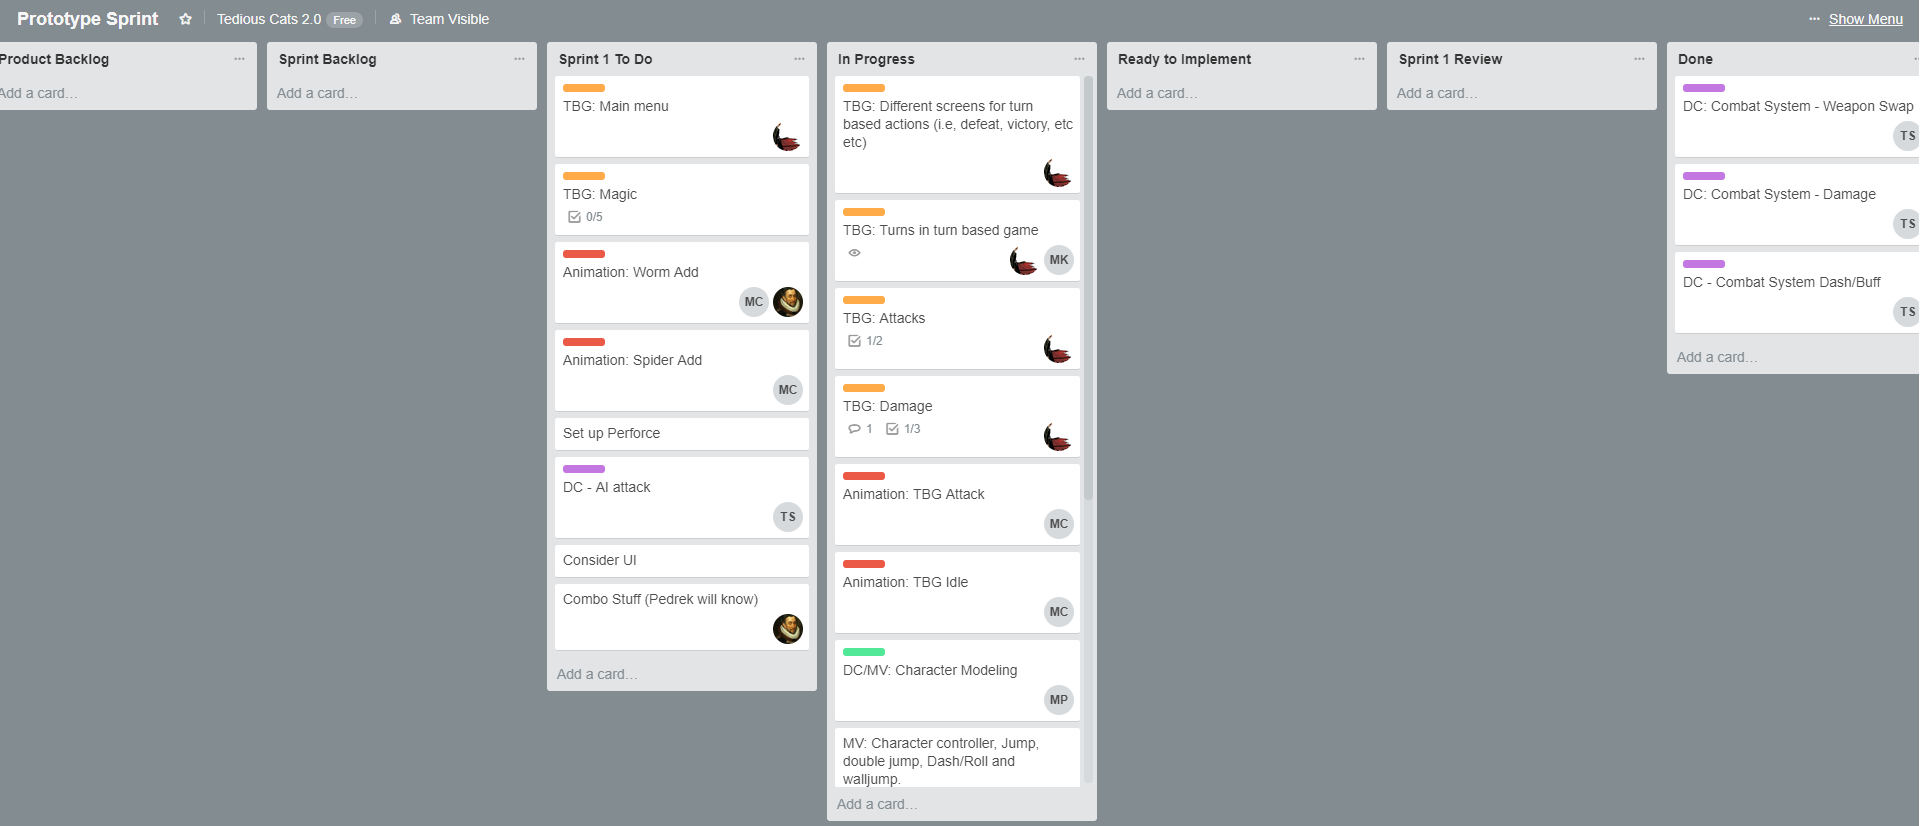 Prototype Sprint
Tedious Cats 2.0 Free
Team Visible
Show Menu
Product Backlog
Add a card...
Sprint Backlog
Add a card...
Sprint 1 To Do
TBG: Main menu
TBG: Magic
0/5
Animation: Worm Add
MC
Animation: Spider Add
MC
Set up Perforce
DC - AI attack
TS
Consider UI
Combo Stuff (Pedrek will know)
Add a card...
In Progress
TBG: Different screens for turn
based actions (i.e, defeat, victory, etc
etc)
TBG: Turns in turn based game
MK
TBG: Attacks
1/2
TBG: Damage
1 1/3
Animation: TBG Attack
MC
Animation: TBG Idle
MC
DC/MV: Character Modeling
MP
MV: Character controller, Jump,
double jump, Dash/Roll and
walljump.
Add a card...
Ready to Implement
Add a card...
Sprint 1 Review
Add a card...
Done
DC: Combat System - Weapon Swap
TS
DC: Combat System - Damage
TS
DC - Combat System Dash/Buff
TS
Add a card...